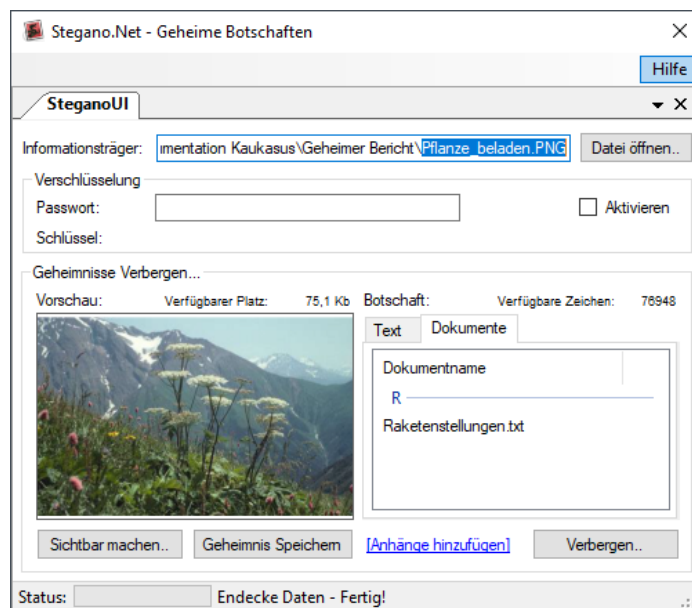 Stegano.Net - Geheime Botschaften
Hilfe
SteganoUI
Informationsträger: ımentation Kaukasus\Geheimer Bericht\Pflanze_beladen.PNG Datei öffnen..
Verschlüsselung
Passwort: Aktivieren
Schlüssel:
Geheimnisse Verbergen...
Vorschau: Verfügbarer Platz: 75,1 Kb Botschaft: Verfügbare Zeichen: 76948
Text Dokumente
Dokumentname
R
Raketenstellungen.txt
Sichtbar machen.. Geheimnis Speichern [Anhänge hinzufügen] Verbergen..
Status: Endecke Daten - Fertig!